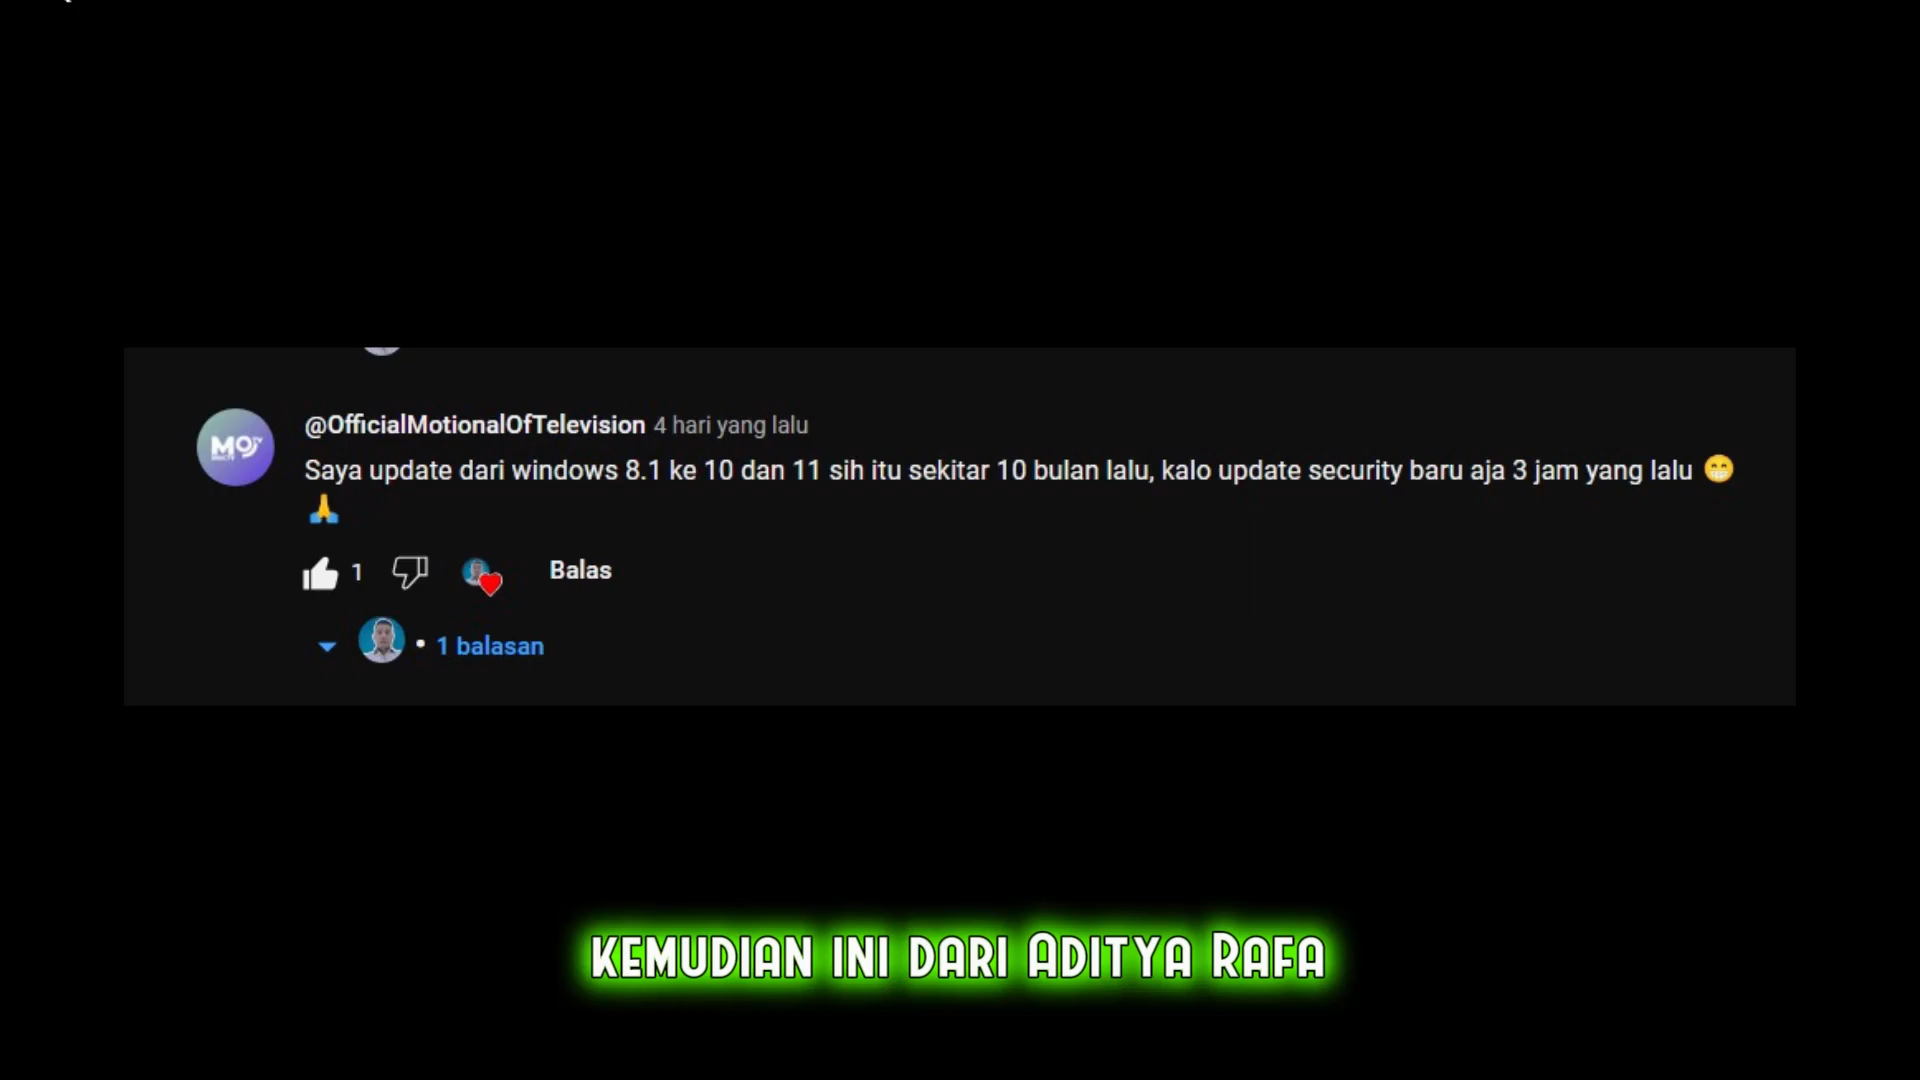 MO TV
@OfficialMotionalOfTelevision 4 hari yang lalu
Saya update dari windows 8.1 ke 10 dan 11 sih itu sekitar 10 bulan lalu, kalo update security baru aja 3 jam yang lalu 😁
🙏
1 Balas
• 1 balasan
KEMUDIAN INI DARI ADITYA RAFA